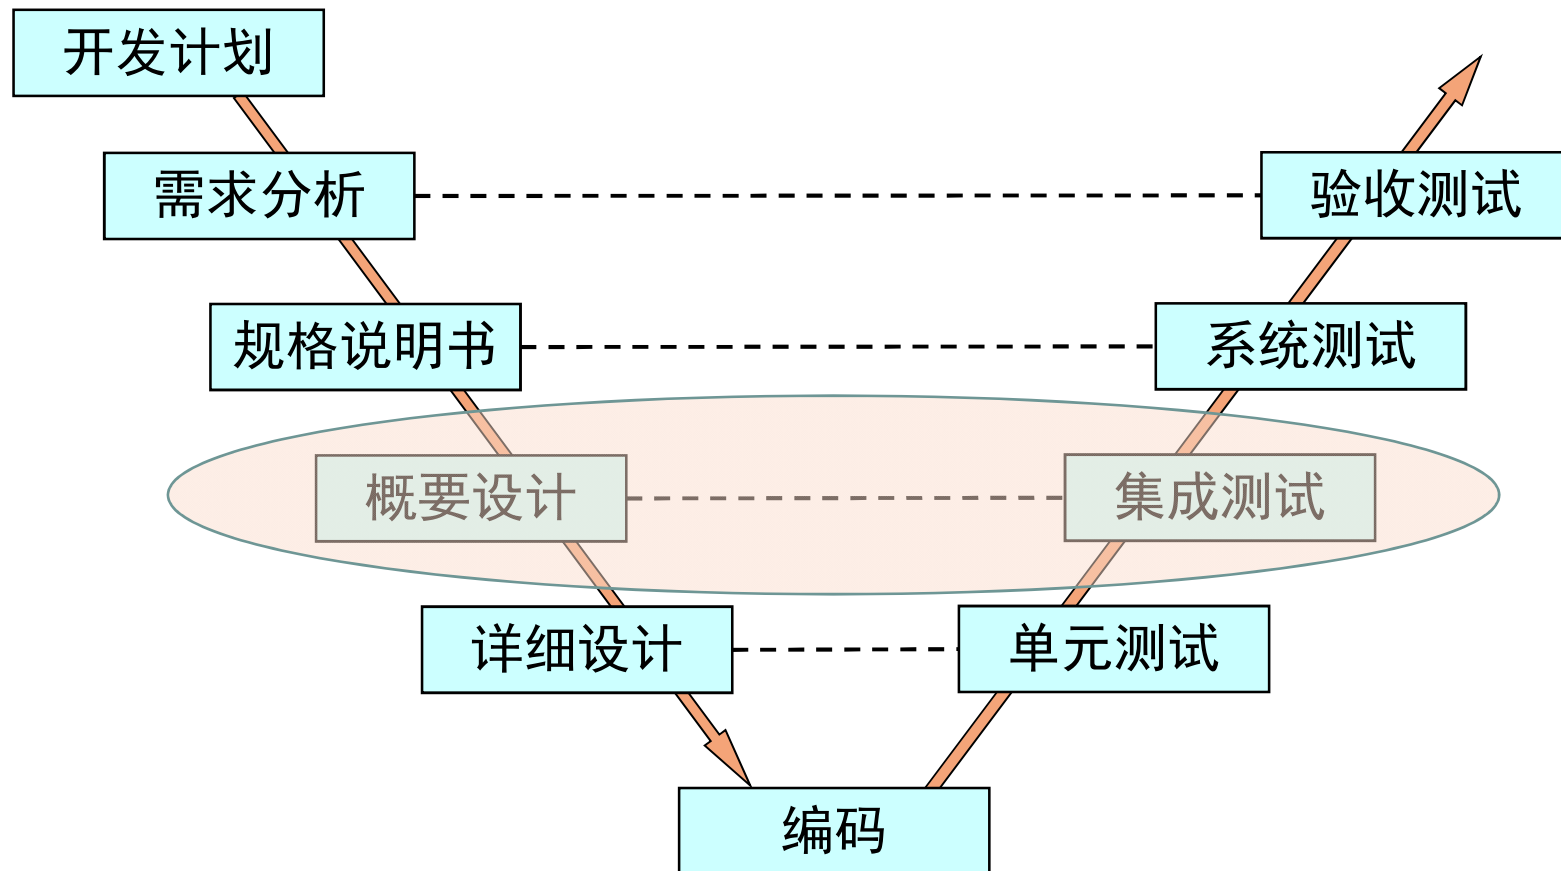 开发计划
需求分析
验收测试
规格说明书
系统测试
概要设计
集成测试
详细设计
单元测试
编码